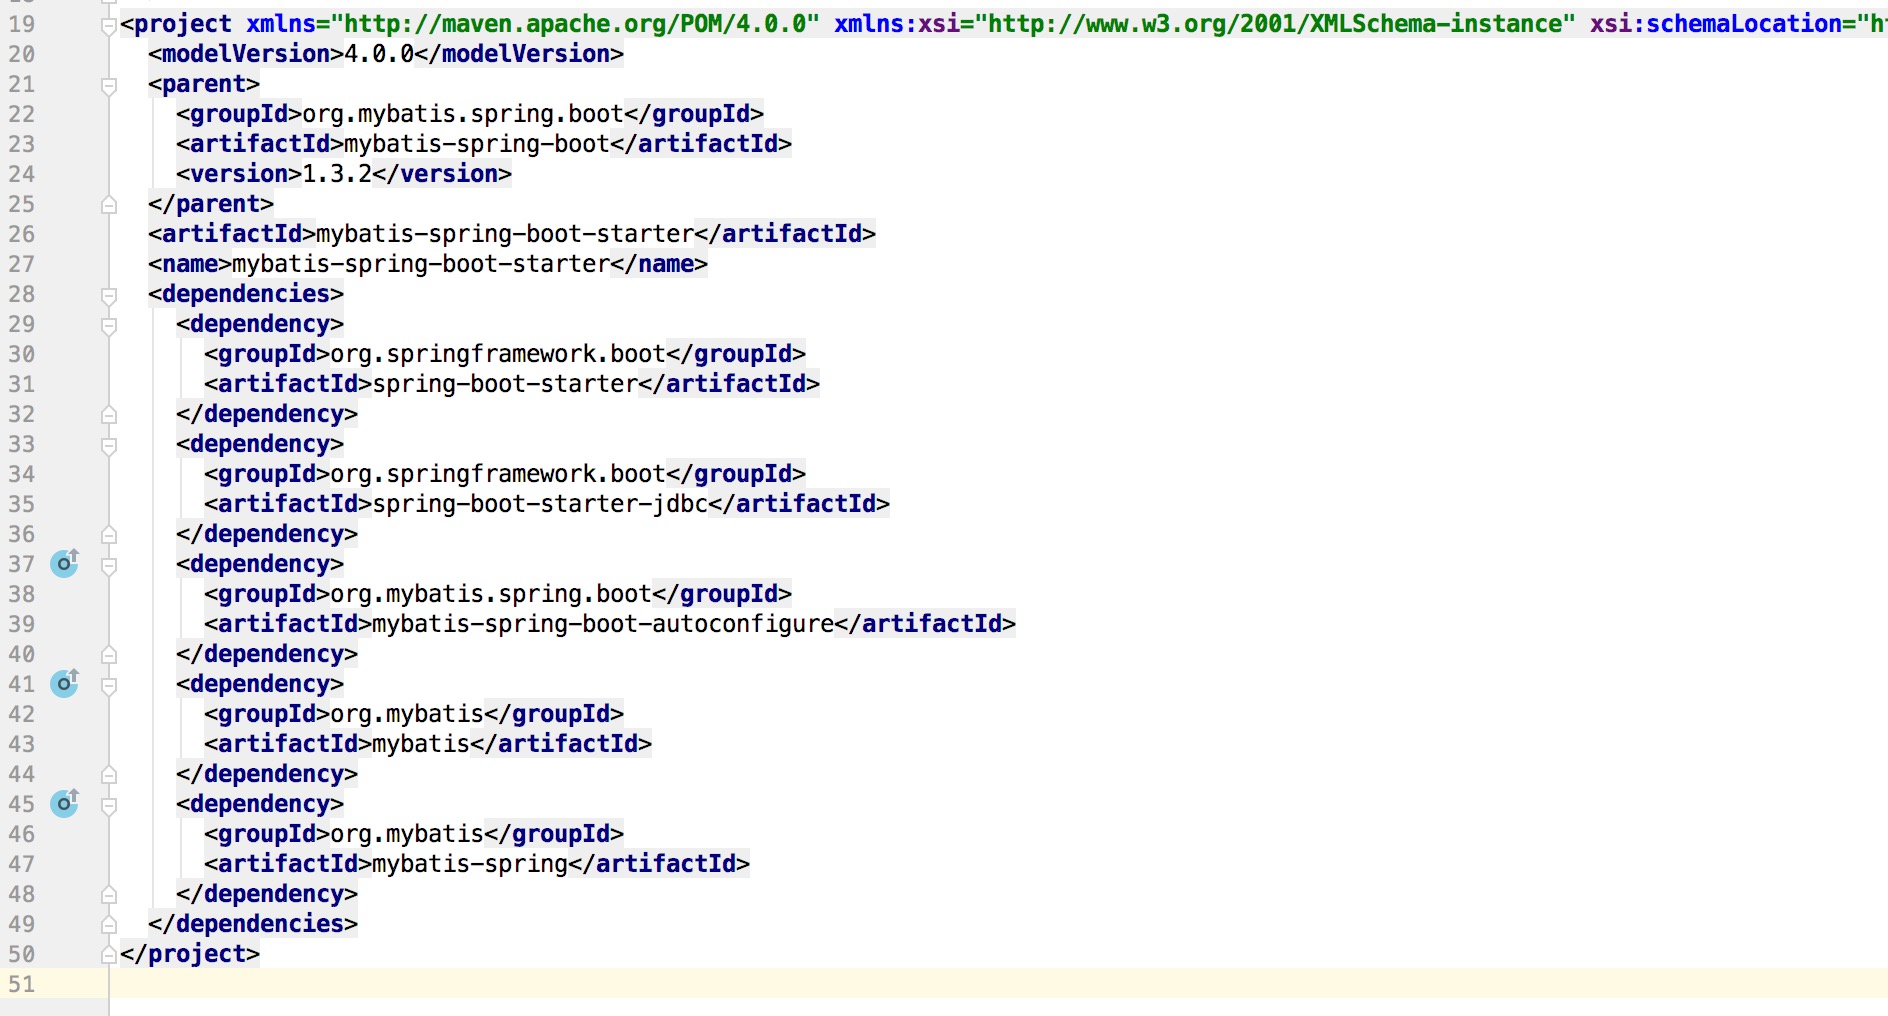 19 <project xmlns="http://maven.apache.org/POM/4.0.0" xmlns:xsi="http://www.w3.org/2001/XMLSchema-instance" xsi:schemaLocation="ht
20 <modelVersion>4.0.0</modelVersion>
21 <parent>
22 <groupId>org.mybatis.spring.boot</groupId>
23 <artifactId>mybatis-spring-boot</artifactId>
24 <version>1.3.2</version>
25 </parent>
26 <artifactId>mybatis-spring-boot-starter</artifactId>
27 <name>mybatis-spring-boot-starter</name>
28 <dependencies>
29 <dependency>
30 <groupId>org.springframework.boot</groupId>
31 <artifactId>spring-boot-starter</artifactId>
32 </dependency>
33 <dependency>
34 <groupId>org.springframework.boot</groupId>
35 <artifactId>spring-boot-starter-jdbc</artifactId>
36 </dependency>
37 <dependency>
38 <groupId>org.mybatis.spring.boot</groupId>
39 <artifactId>mybatis-spring-boot-autoconfigure</artifactId>
40 </dependency>
41 <dependency>
42 <groupId>org.mybatis</groupId>
43 <artifactId>mybatis</artifactId>
44 </dependency>
45 <dependency>
46 <groupId>org.mybatis</groupId>
47 <artifactId>mybatis-spring</artifactId>
48 </dependency>
49 </dependencies>
50 </project>
51